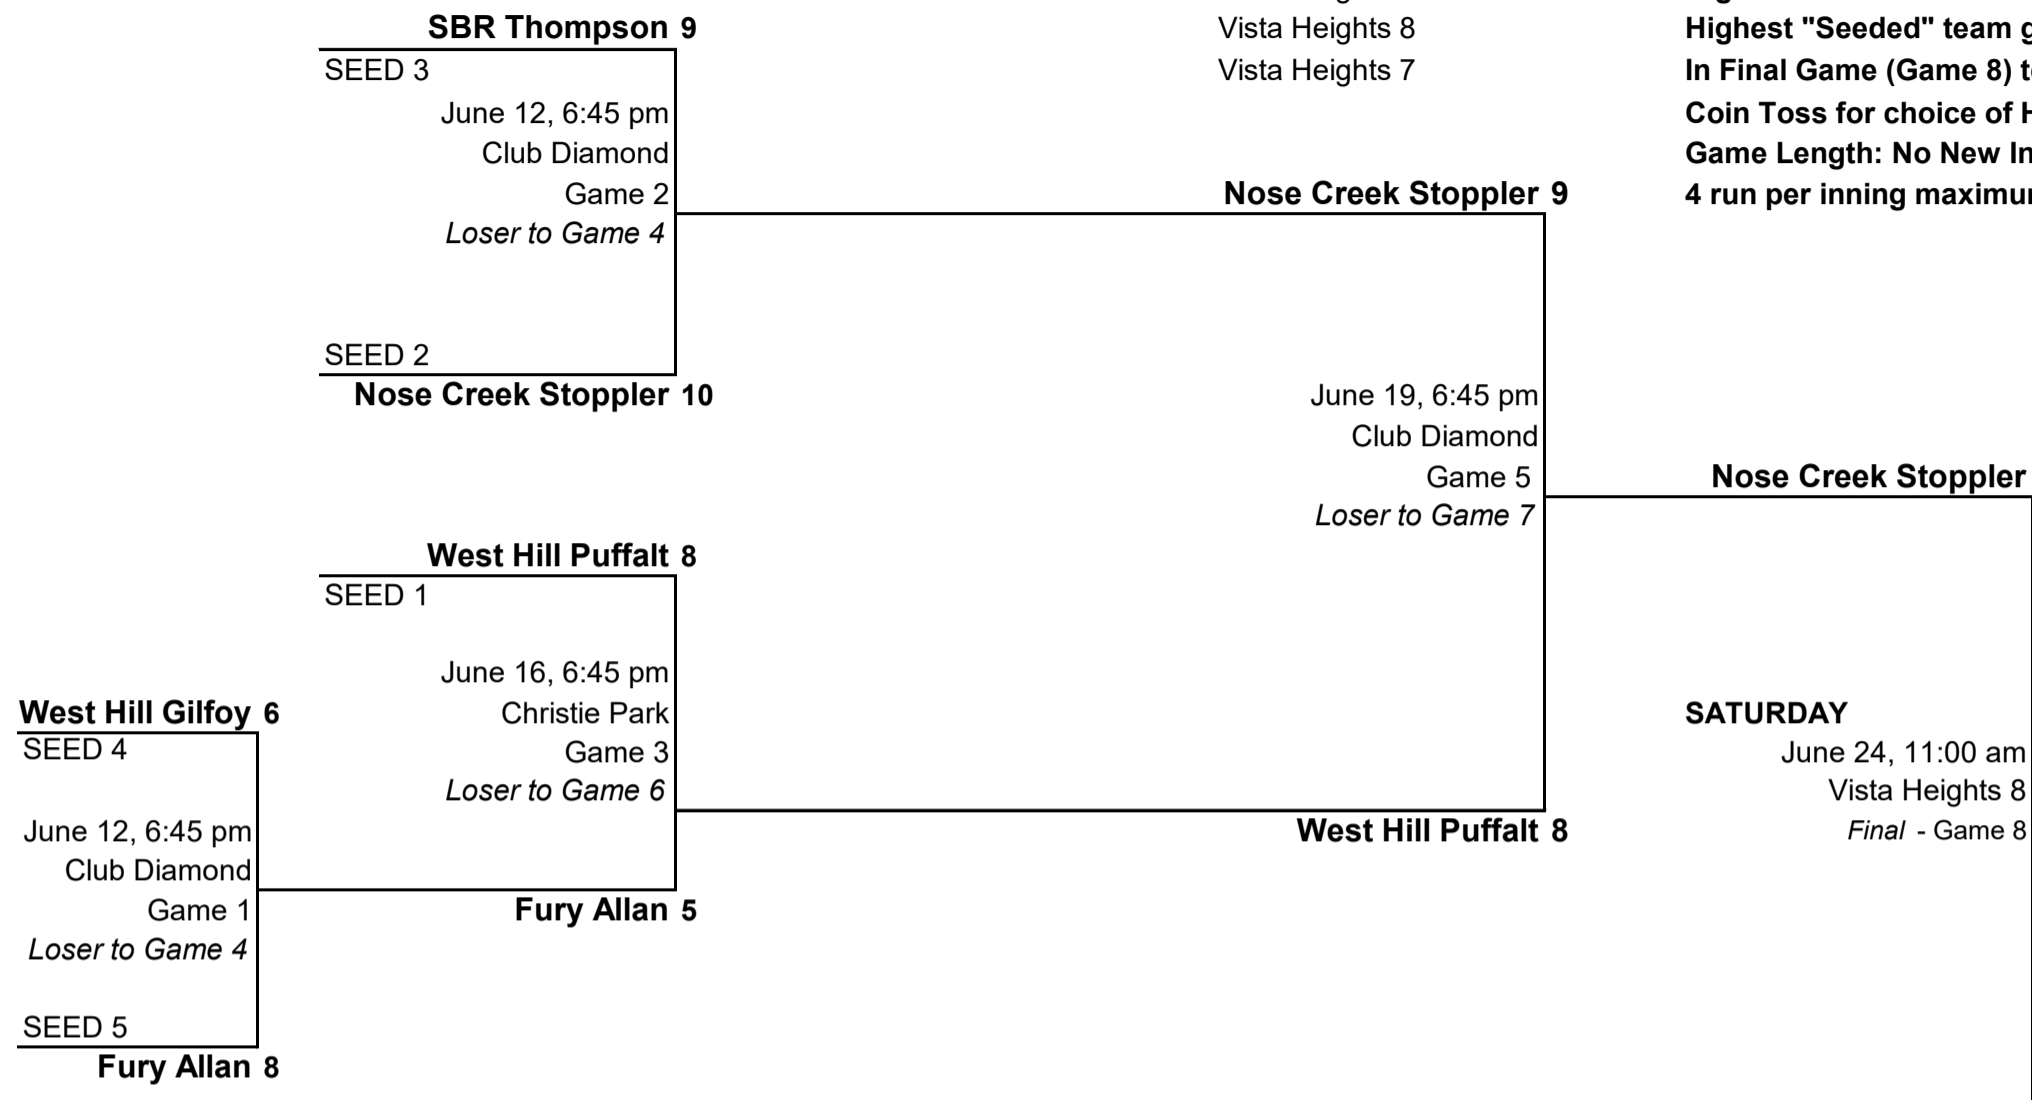 SBR Thompson 9
SEED 3
June 12, 6:45 pm
Club Diamond
Game 2
Loser to Game 4
SEED 2
Nose Creek Stoppler 10
Vista Heights 8
Vista Heights 7
Highest "Seeded" team
In Final Game (Game 8)
Coin Toss for choice of
Game Length: No New
4 run per inning
Nose Creek Stoppler 9
June 19, 6:45 pm
Club Diamond
Game 5
Loser to Game 7
Nose Creek Stoppler
West Hill Puffalt 8
SEED 1
June 16, 6:45 pm
Christie Park
Game 3
Loser to Game 6
West Hill Gilfoy 6
SEED 4
June 12, 6:45 pm
Club Diamond
Game 1
Loser to Game 4
SEED 5
Fury Allan 8
Fury Allan 5
West Hill Puffalt 8
SATURDAY
June 24, 11:00 am
Vista Heights 8
Final - Game 8